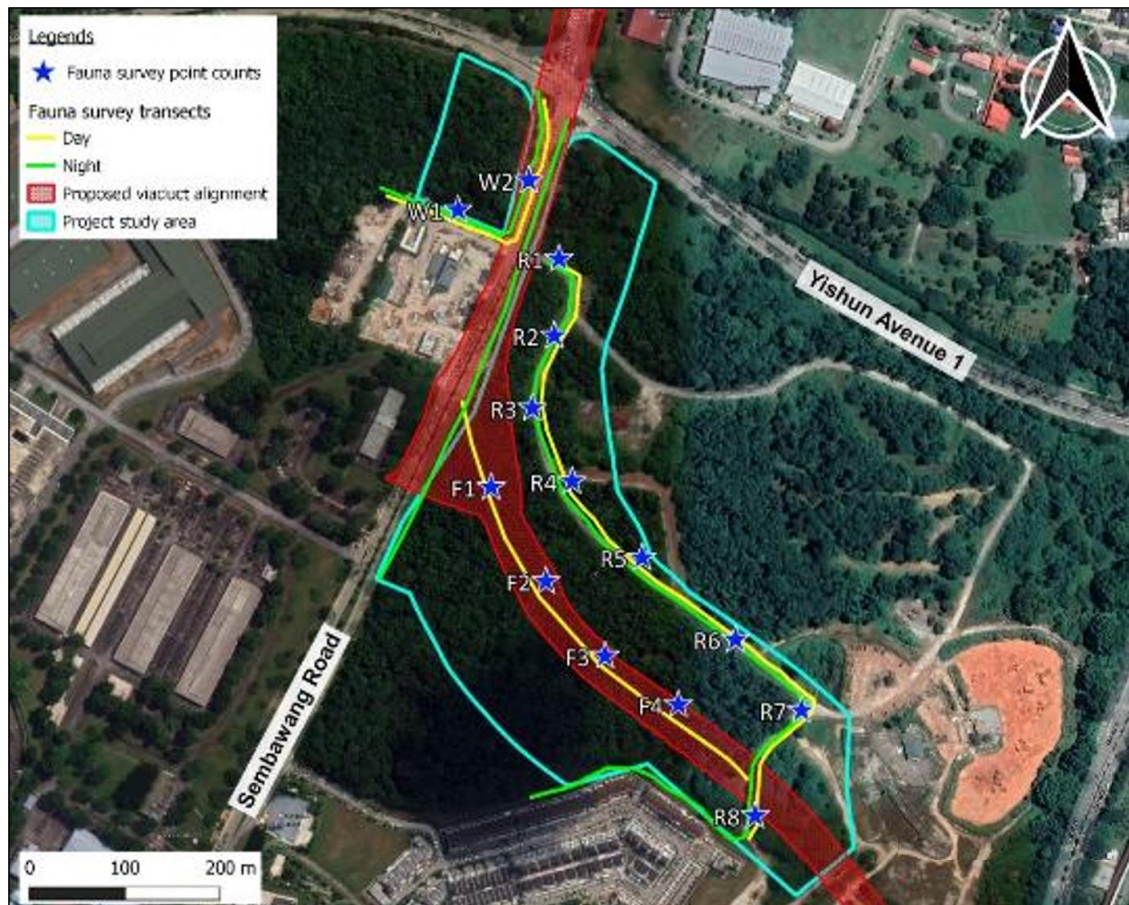 Legends
Fauna survey point counts
Fauna survey transects
Day
Night
Proposed viaduct alignment
Project study area
W2
W1
R1
R2
Yishun Avenue 1
R3
R4
F1
R5
F2
R6
F3
F4
R7
Sembawang Road
R8
0 100 200 m